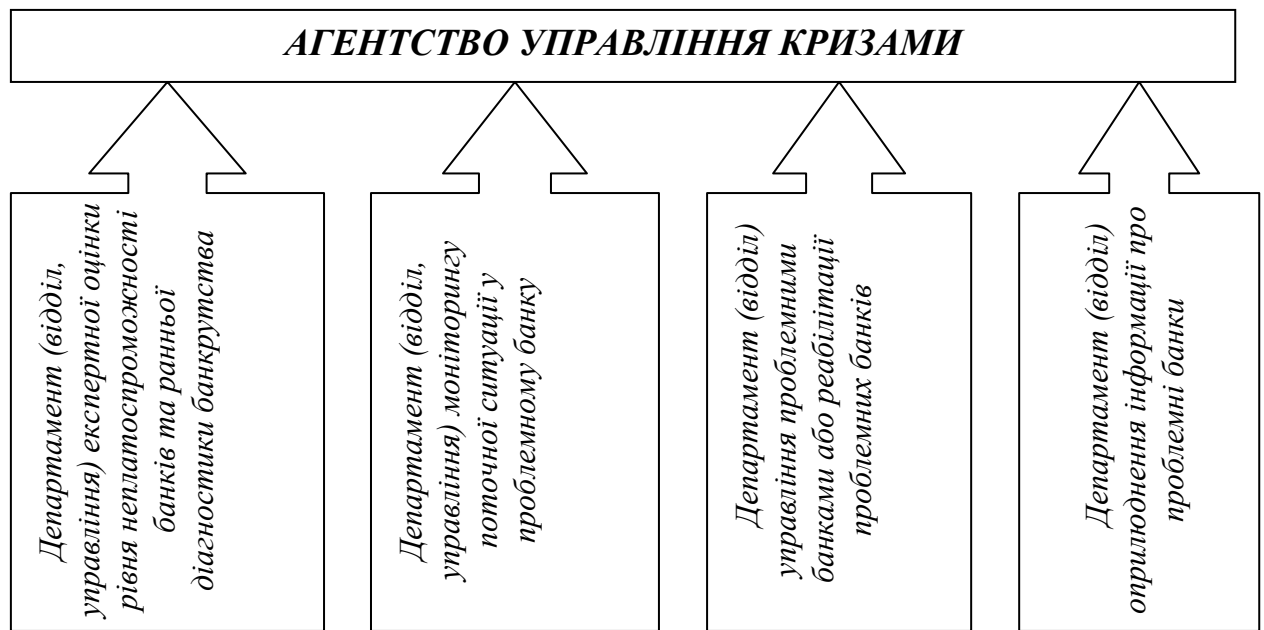 АГЕНТСТВО УПРАВЛІННЯ КРИЗАМИ
Департамент (відділ,
управління) експертної оцінки
рівня неплатоспроможності
банків та ранньої
діагностики банкрутства
Департамент (відділ,
управління) моніторингу
поточної ситуації у
проблемному банку
Департамент (відділ)
управління проблемними
банками або реабілітації
проблемних банків
Департамент (відділ)
оприлюднення інформації про
проблемні банки